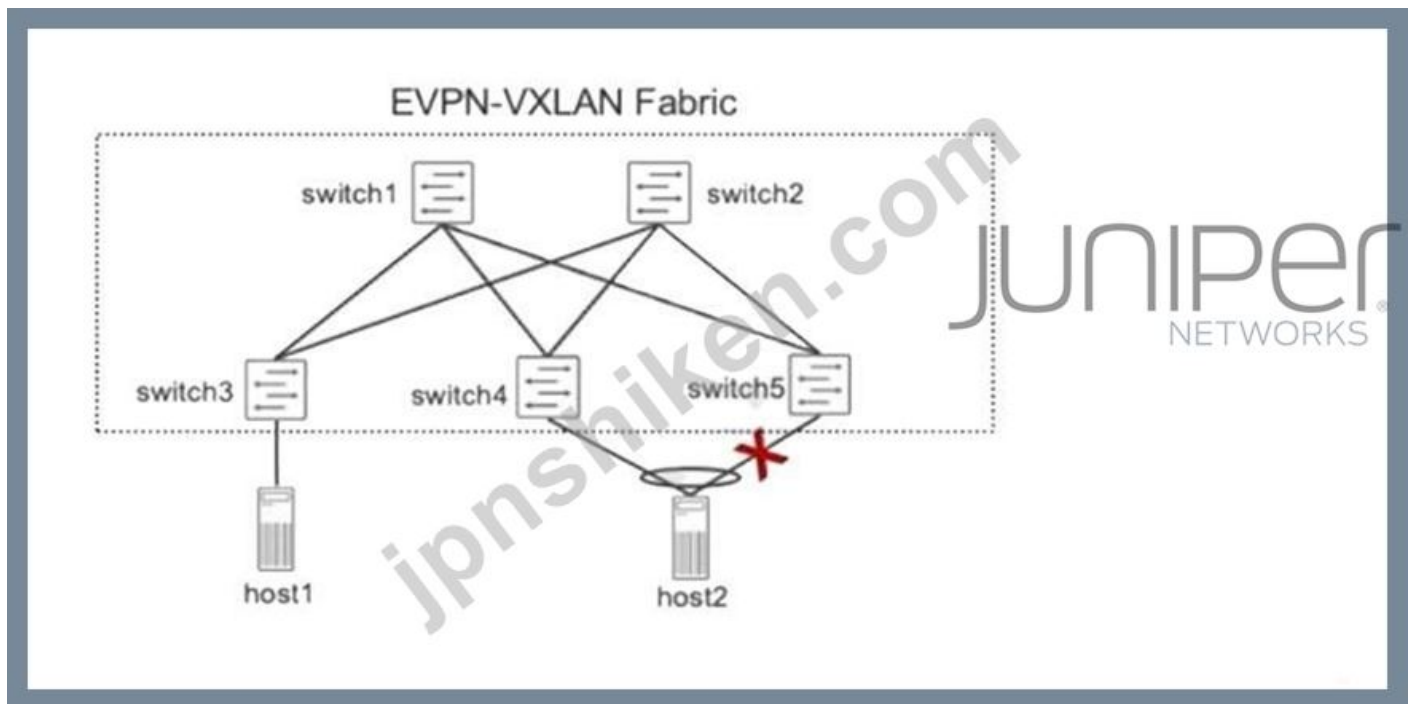 EVPN-VXLAN Fabric
switch1
switch2
switch3
switch4
switch5
host1
host2
JUNIPER
NETWORKS
®
jpnshiken.com